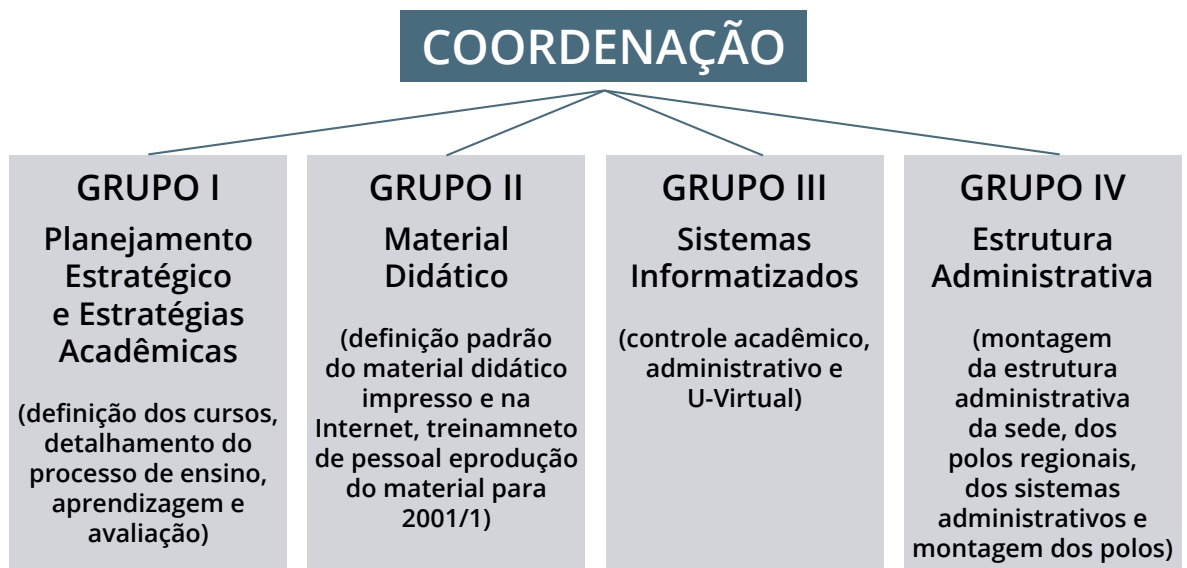 COORDENAÇÃO
GRUPO I
Planejamento
Estratégico
e Estratégias
Acadêmicas
(definição dos cursos,
detalhamento do
processo de ensino,
aprendizagem e
avaliação)
GRUPO II
Material
Didático
(definição padrão
do material didático
impresso e na
Internet, treinamneto
de pessoal eprodução
do material para
2001/1)
GRUPO III
Sistemas
Informatizados
(controle acadêmico,
administrativo e
U-Virtual)
GRUPO IV
Estrutura
Administrativa
(montagem
da estrutura
administrativa
da sede, dos
polos regionais,
dos sistemas
administrativos e
montagem dos polos)